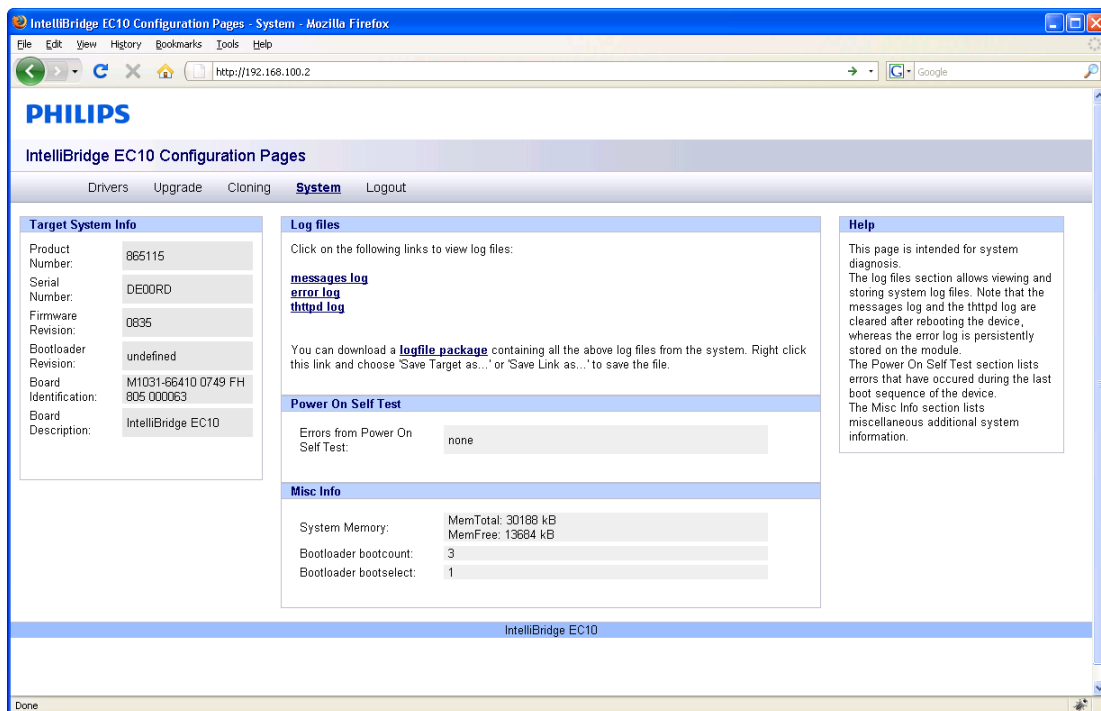 IntelliBridge EC10 Configuration Pages - System - Mozilla Firefox
File Edit View History Bookmarks Tools Help
http://192.168.100.2
G Google
PHILIPS
IntelliBridge EC10 Configuration Pages
Drivers Upgrade Cloning System Logout
Target System Info
Product
Number:
865115
Serial
Number:
DE00RD
Firmware
Revision:
0835
Bootloader
Revision:
undefined
Board
Identification:
M1031-66410 0749 FH
805 000063
Board
Description:
IntelliBridge EC10
Log files
Click on the following links to view log files:
messages log
error log
thttpd log
You can download a logfile package containing all the above log files from the system. Right click
this link and choose 'Save Target as...' or 'Save Link as...' to save the file.
Power On Self Test
Errors from Power On
Self Test:
none
Misc Info
System Memory:
MemTotal: 30188 kB
MemFree: 13684 kB
Bootloader bootcount:
3
Bootloader bootselect:
1
Help
This page is intended for system
diagnosis.
The log files section allows viewing and
storing system log files. Note that the
messages log and the thttpd log are
cleared after rebooting the device,
whereas the error log is persistently
stored on the module.
The Power On Self Test section lists
errors that have occured during the last
boot sequence of the device.
The Misc Info section lists
miscellaneous additional system
information.
IntelliBridge EC10
Done